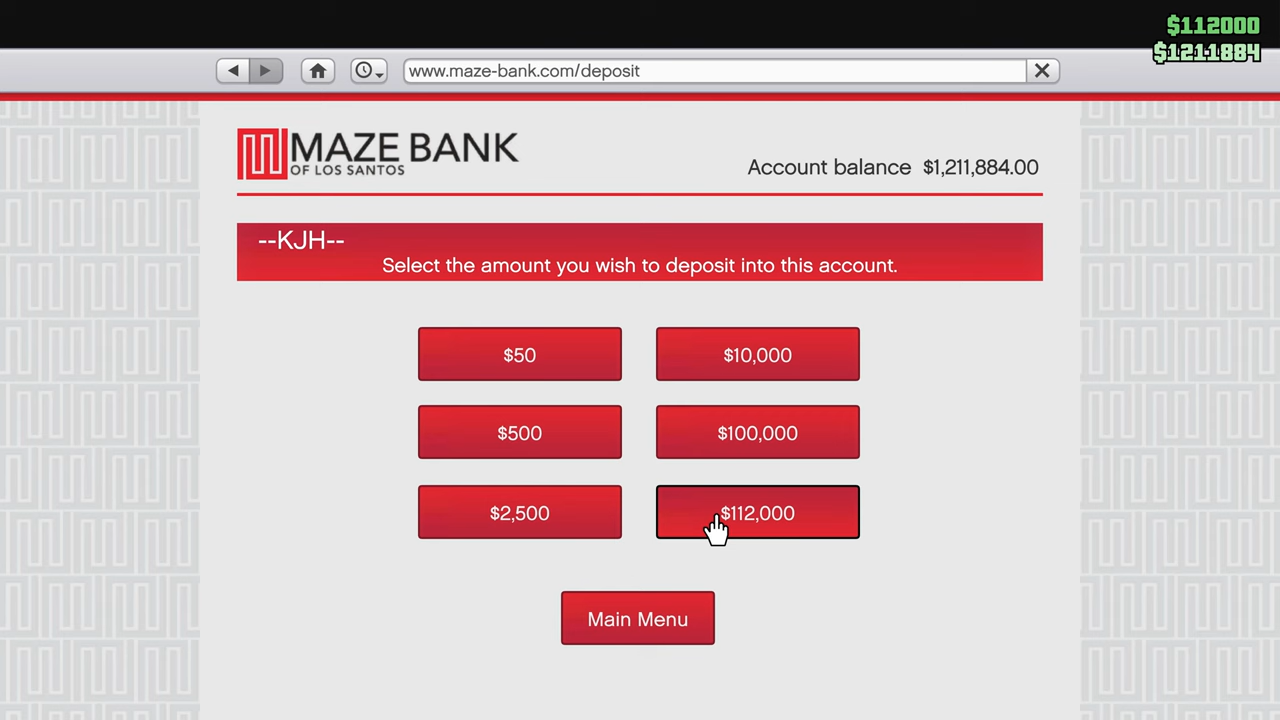 $112000
$1211884
www.maze-bank.com/deposit
MAZE BANK
OF LOS SANTOS
Account balance $1,211,884.00
--KJH--
Select the amount you wish to deposit into this account.
$50
$10,000
$500
$100,000
$2,500
$112,000
Main Menu